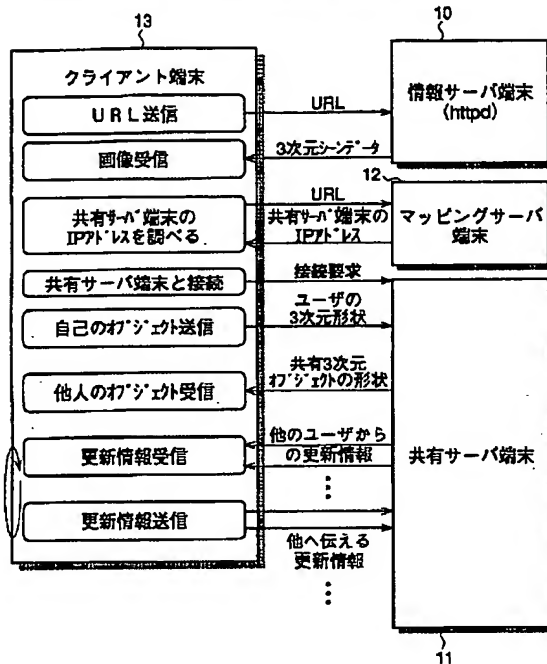 13
10
クライアント端末
URL送信
画像受信
共有サーバ端末の
IPアドレスを調べる
共有サーバ端末と接続
自己のオブジェクト送信
他人のオブジェクト受信
更新情報受信
更新情報送信
URL
3次元シーンデータ
URL
共有サーバ端末の
IPアドレス
接続要求
ユーザの
3次元形状
共有3次元
オブジェクトの形状
他のユーザから
の更新情報
⋮
他へ伝える
更新情報
⋮
情報サーバ端末
(httpd)
12
マッピングサーバ
端末
共有サーバ端末
11